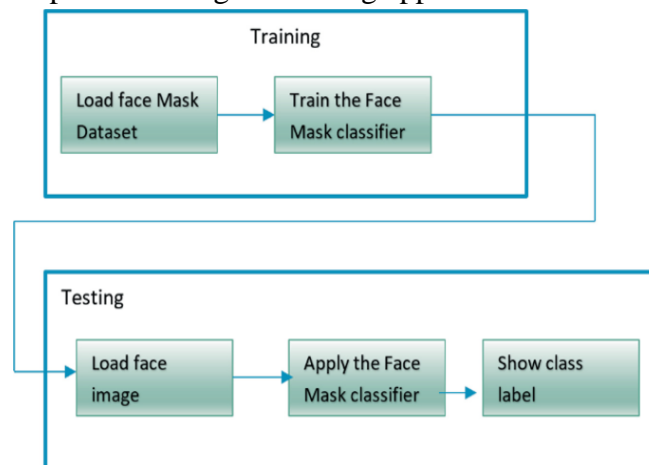 Training
Load face Mask
Dataset
Train the Face
Mask classifier
Testing
Load face
image
Apply the Face
Mask classifier
Show class
label